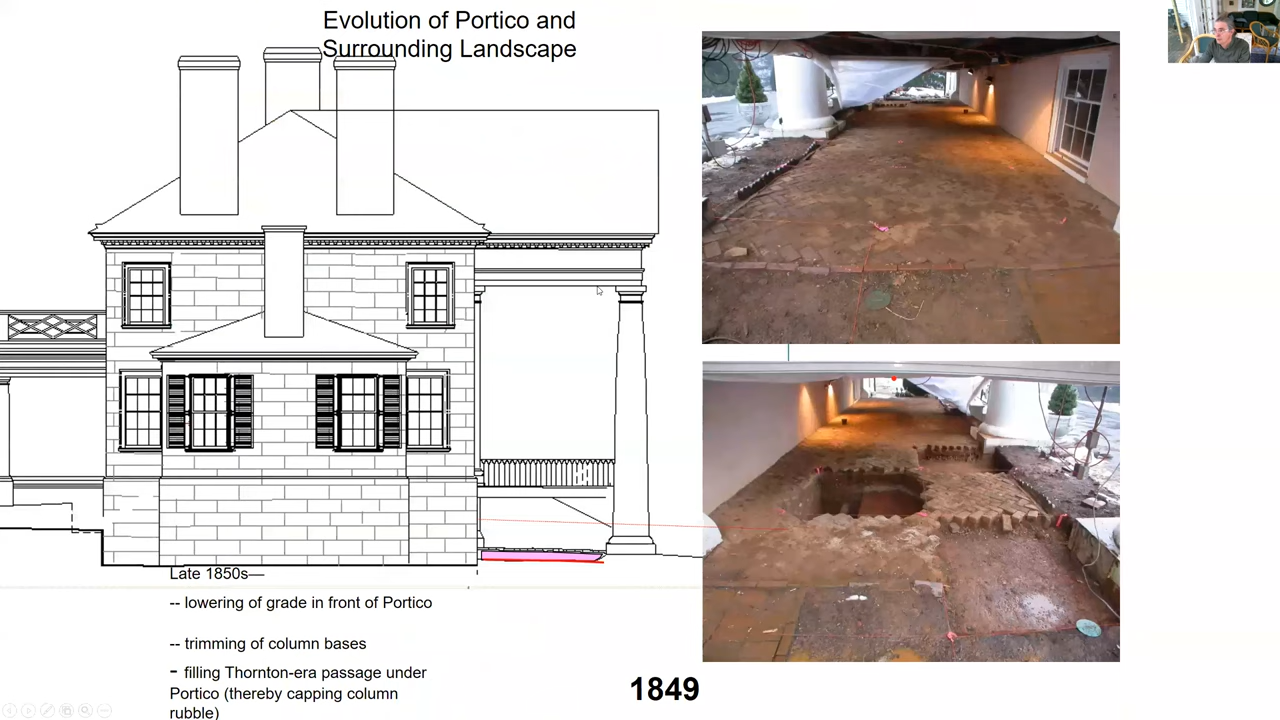 Evolution of Portico and
Surrounding Landscape
Late 1850s—
-- lowering of grade in front of Portico
-- trimming of column bases
- filling Thornton-era passage under
Portico (thereby capping column
rubble)
1849